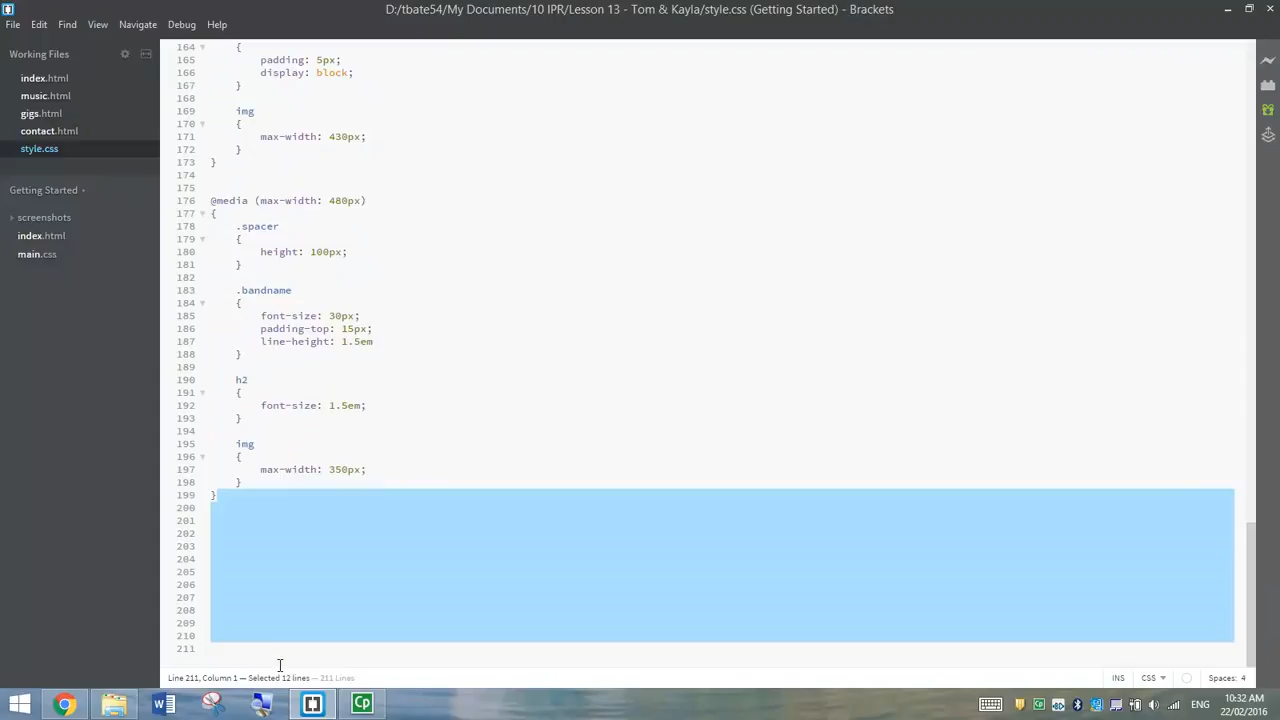 D:/tbate54/My Documents/10 IPR/Lesson 13 - Tom & Kayla/style.css (Getting Started) - Brackets
File Edit Find View Navigate Debug Help
Working Files
index.html
music.html
gigs.html
contact.html
style.css
Getting Started
screenshots
index.html
main.css
164 {
165 padding: 5px;
166 display: block;
167 }
168
169 img
170 {
171 max-width: 430px;
172 }
173 }
174
175
176 @media (max-width: 480px)
177 {
178 .spacer
179 {
180 height: 100px;
181 }
182
183 .bandname
184 {
185 font-size: 30px;
186 padding-top: 15px;
187 line-height: 1.5em
188 }
189
190 h2
191 {
192 font-size: 1.5em;
193 }
194
195 img
196 {
197 max-width: 350px;
198 }
199 }
200
201
202
203
204
205
206
207
208
209
210
211
Line 211, Column 1 — Selected 12 lines — 211 Lines
INS CSS Spaces: 4
Cp
ENG
10:32 AM
22/02/2016